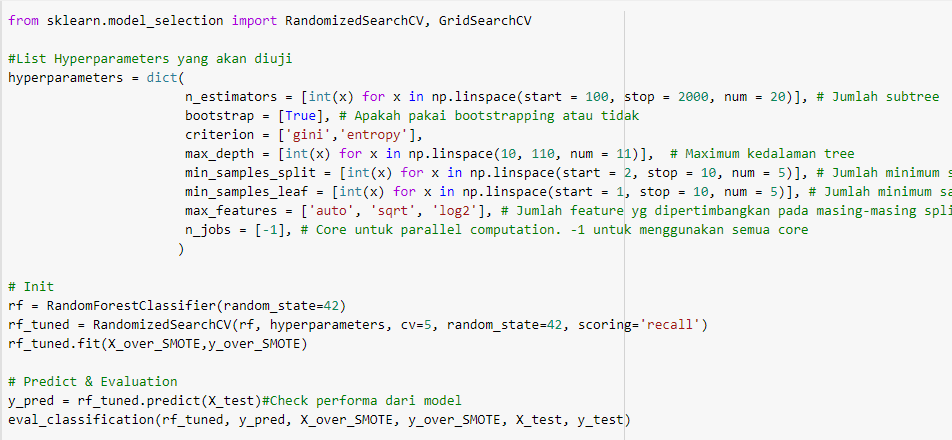 from sklearn.model_selection import RandomizedSearchCV, GridSearchCV
#List Hyperparameters yang akan diuji
hyperparameters = dict(
n_estimators = [int(x) for x in np.linspace(start = 100, stop = 2000, num = 20)], # Jumlah subtree
bootstrap = [True], # Apakah pakai bootstrapping atau tidak
criterion = ['gini','entropy'],
max_depth = [int(x) for x in np.linspace(10, 110, num = 11)],  # Maximum kedalaman tree
min_samples_split = [int(x) for x in np.linspace(start = 2, stop = 10, num = 5)], # Jumlah minimum s
min_samples_leaf = [int(x) for x in np.linspace(start = 1, stop = 10, num = 5)], # Jumlah minimum sa
max_features = ['auto', 'sqrt', 'log2'], # Jumlah feature yg dipertimbangkan pada masing-masing spli
n_jobs = [-1], # Core untuk parallel computation. -1 untuk menggunakan semua core
)
# Init
rf = RandomForestClassifier(random_state=42)
rf_tuned = RandomizedSearchCV(rf, hyperparameters, cv=5, random_state=42, scoring='recall')
rf_tuned.fit(X_over_SMOTE,y_over_SMOTE)
# Predict & Evaluation
y_pred = rf_tuned.predict(X_test)#Check performa dari model
eval_classification(rf_tuned, y_pred, X_over_SMOTE, y_over_SMOTE, X_test, y_test)